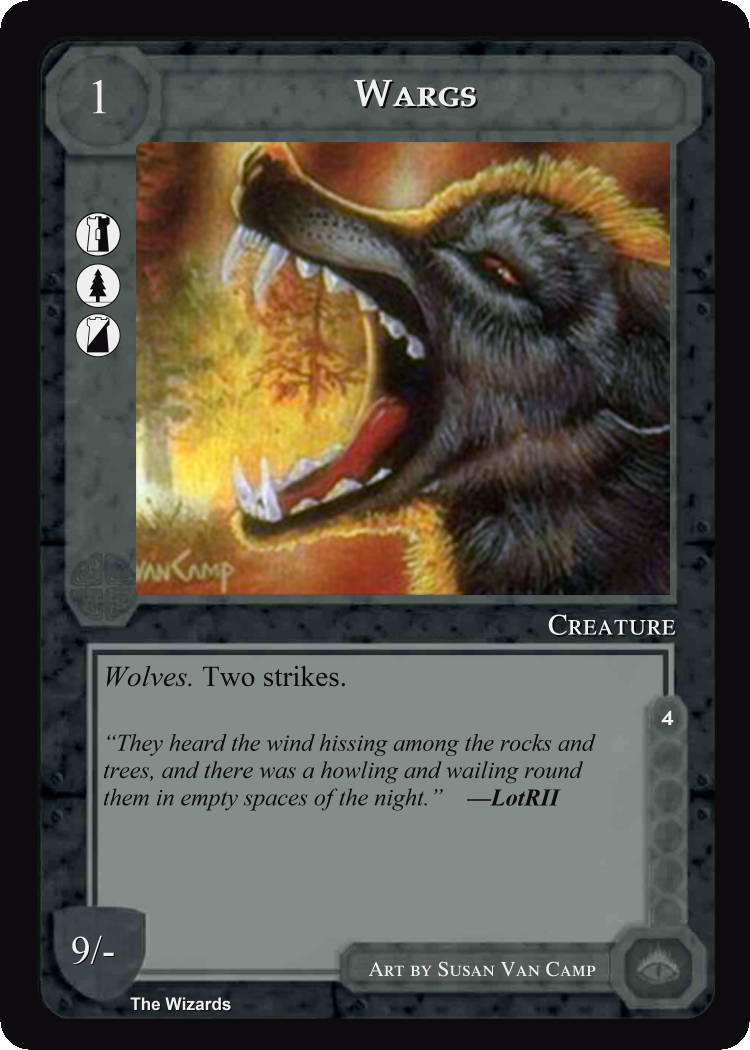 1
Wargs
VAN CAMP
Creature
Wolves. Two strikes.
4
“They heard the wind hissing among the rocks and
trees, and there was a howling and wailing round
them in empty spaces of the night.” —LotRII
9/-
Art by Susan Van Camp
The Wizards